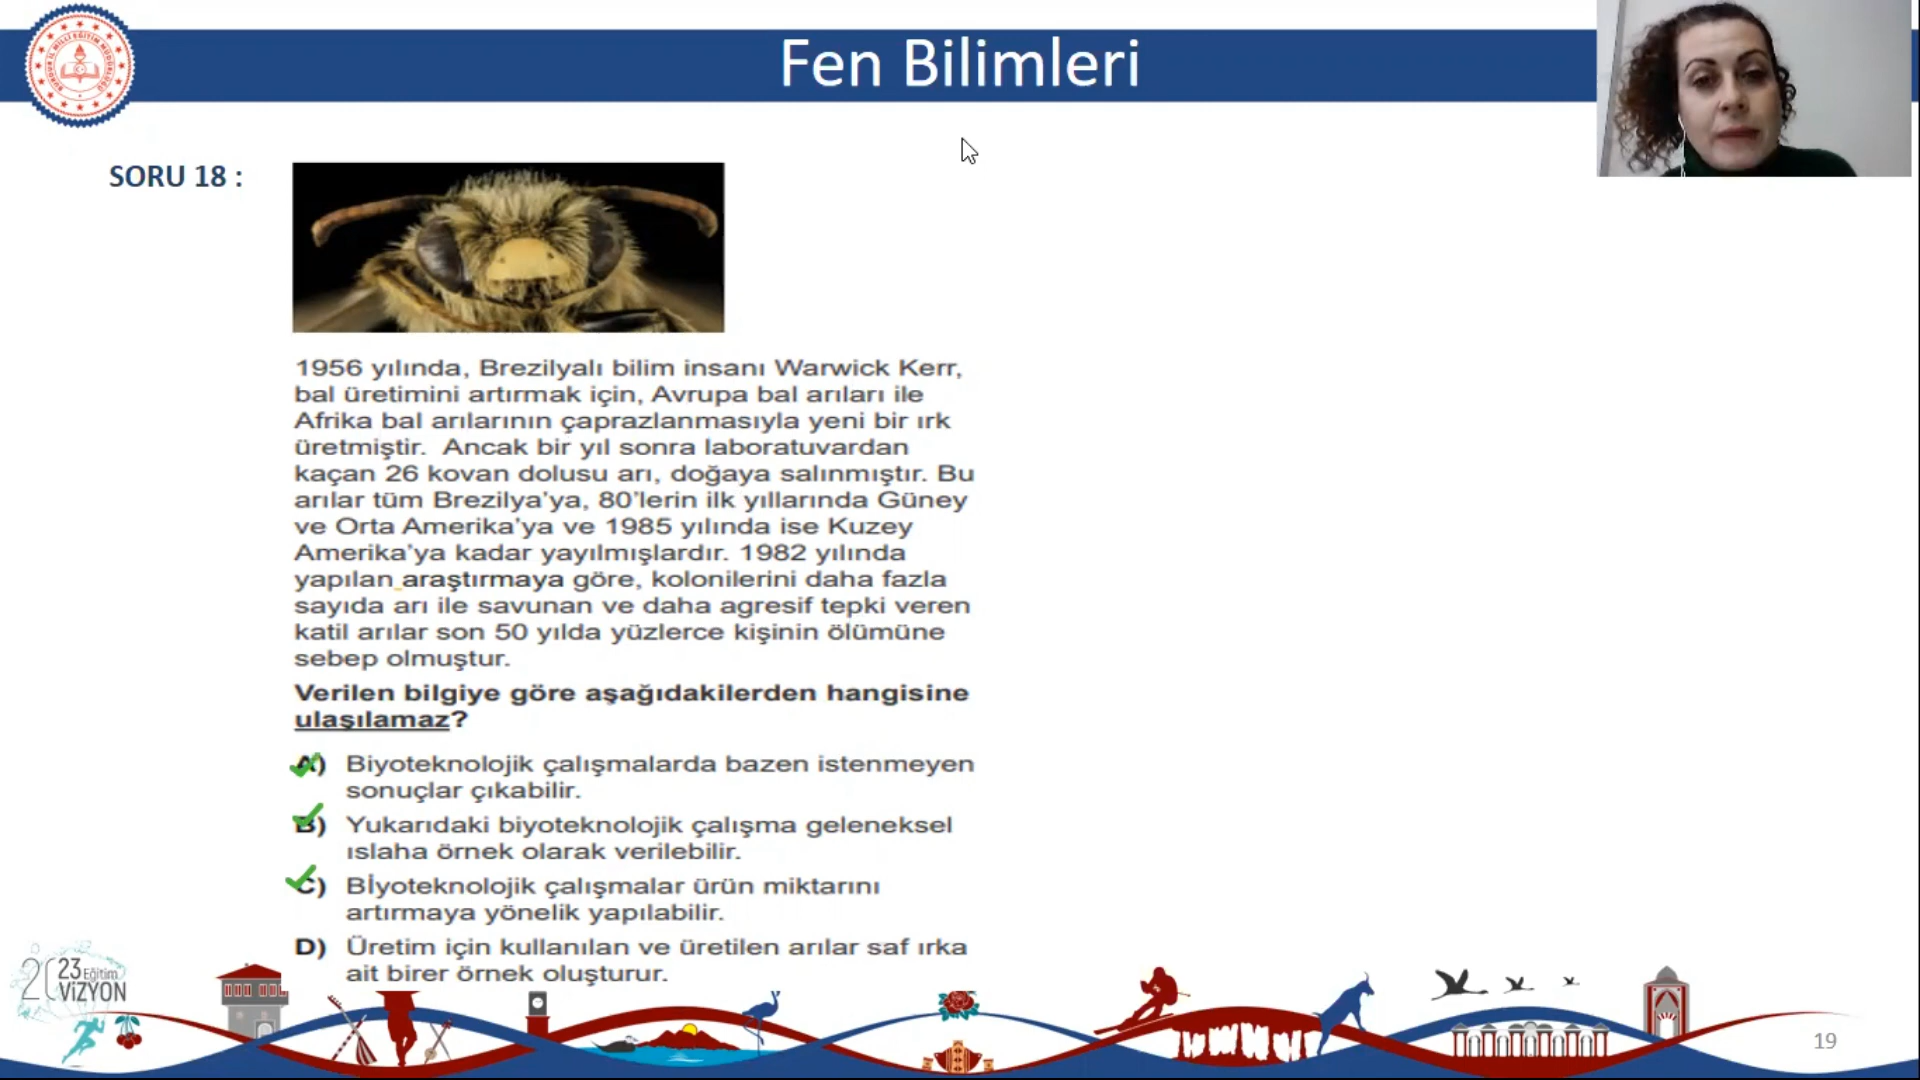 Fen Bilimleri
SORU 18 :
1956 yılında, Brezilyalı bilim insanı Warwick Kerr,
bal üretimini artırmak için, Avrupa bal arıları ile
Afrika bal arılarının çaprazlanmasıyla yeni bir ırk
üretmiştir. Ancak bir yıl sonra laboratuvardan
kaçan 26 kovan dolusu arı, doğaya salınmıştır. Bu
arılar tüm Brezilya’ya, 80’lerin ilk yıllarında Güney
ve Orta Amerika’ya ve 1985 yılında ise Kuzey
Amerika’ya kadar yayılmışlardır. 1982 yılında
yapılan araştırmaya göre, kolonilerini daha fazla
sayıda arı ile savunan ve daha agresif tepki veren
katil arılar son 50 yılda yüzlerce kişinin ölümüne
sebep olmuştur.
Verilen bilgiye göre aşağıdakilerden hangisine
ulaşılamaz?
A) Biyoteknolojik çalışmalarda bazen istenmeyen
sonuçlar çıkabilir.
B) Yukarıdaki biyoteknolojik çalışma geleneksel
ıslaha örnek olarak verilebilir.
C) Bİyoteknolojik çalışmalar ürün miktarını
artırmaya yönelik yapılabilir.
D) Üretim için kullanılan ve üretilen arılar saf ırka
ait birer örnek oluşturur.
2023 Eğitim
VİZYON
19